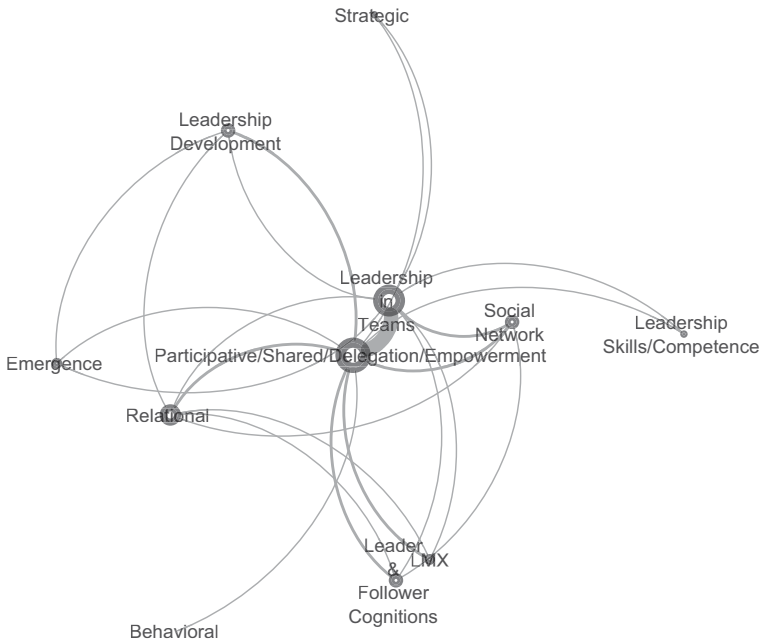 Strategic
Leadership
Development
Leadership
in
Teams
Social
Network
Leadership
Skills/Competence
Participative/Shared/Delegation/Empowerment
Emergence
Relational
Leader
&
Follower
Cognitions
LMX
Behavioral